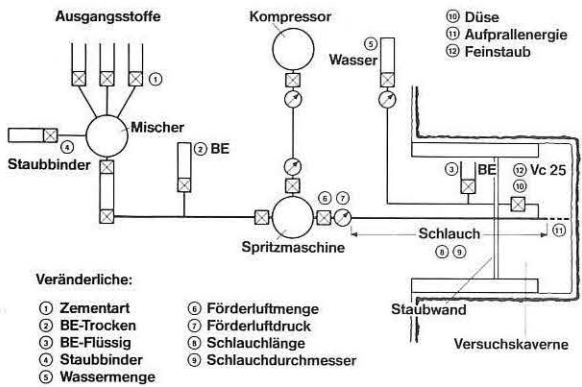 Ausgangsstoffe
Kompressor
⑩ Düse
⑪ Aufprallenergie
⑫ Feinstaub
⑤
Wasser
①
Mischer
④
Staubbinder
② BE
③ BE
⑫ Vc 25
⑩
⑥ ⑦
Spritzmaschine
Schlauch
⑧ ⑨
⑪
Staubwand
Versuchskaverne
Veränderliche:
① Zementart
② BE-Trocken
③ BE-Flüssig
④ Staubbinder
⑤ Wassermenge
⑥ Förderluftmenge
⑦ Förderluftdruck
⑧ Schlauchlänge
⑨ Schlauchdurchmesser